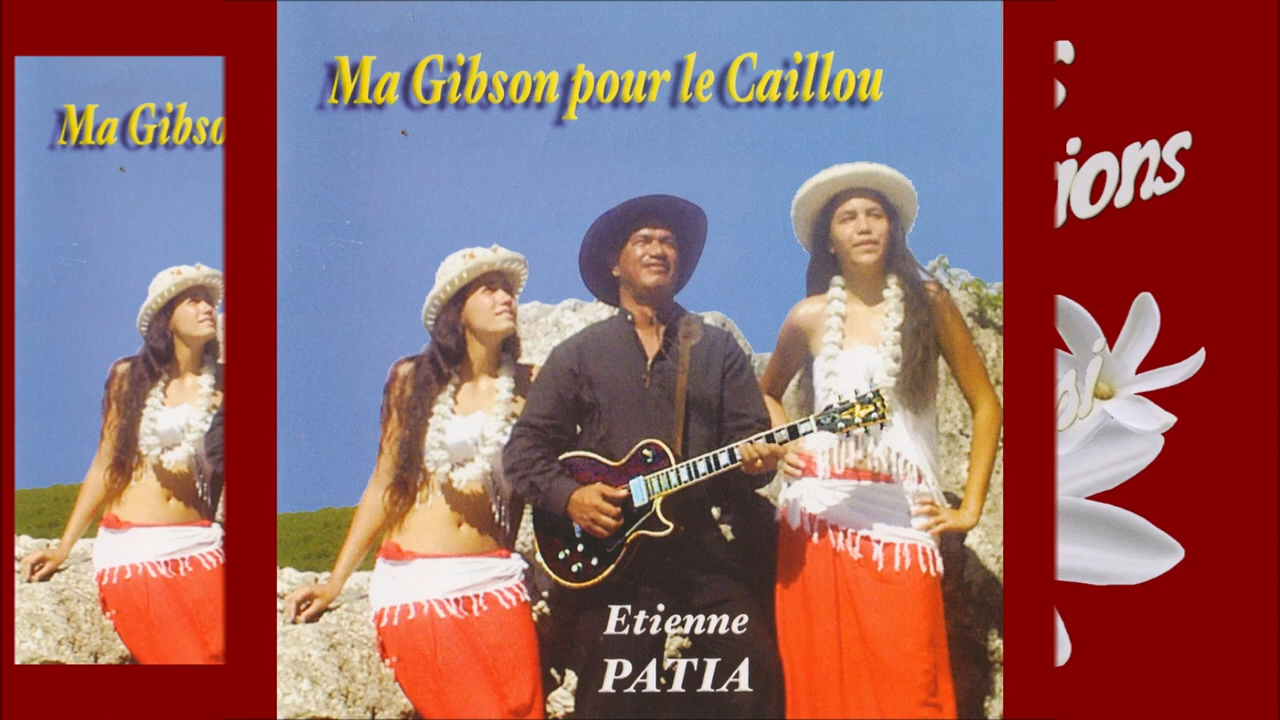 Ma Gibson pour le Caillou
Etienne
PATIA
Ma Gibso
ions